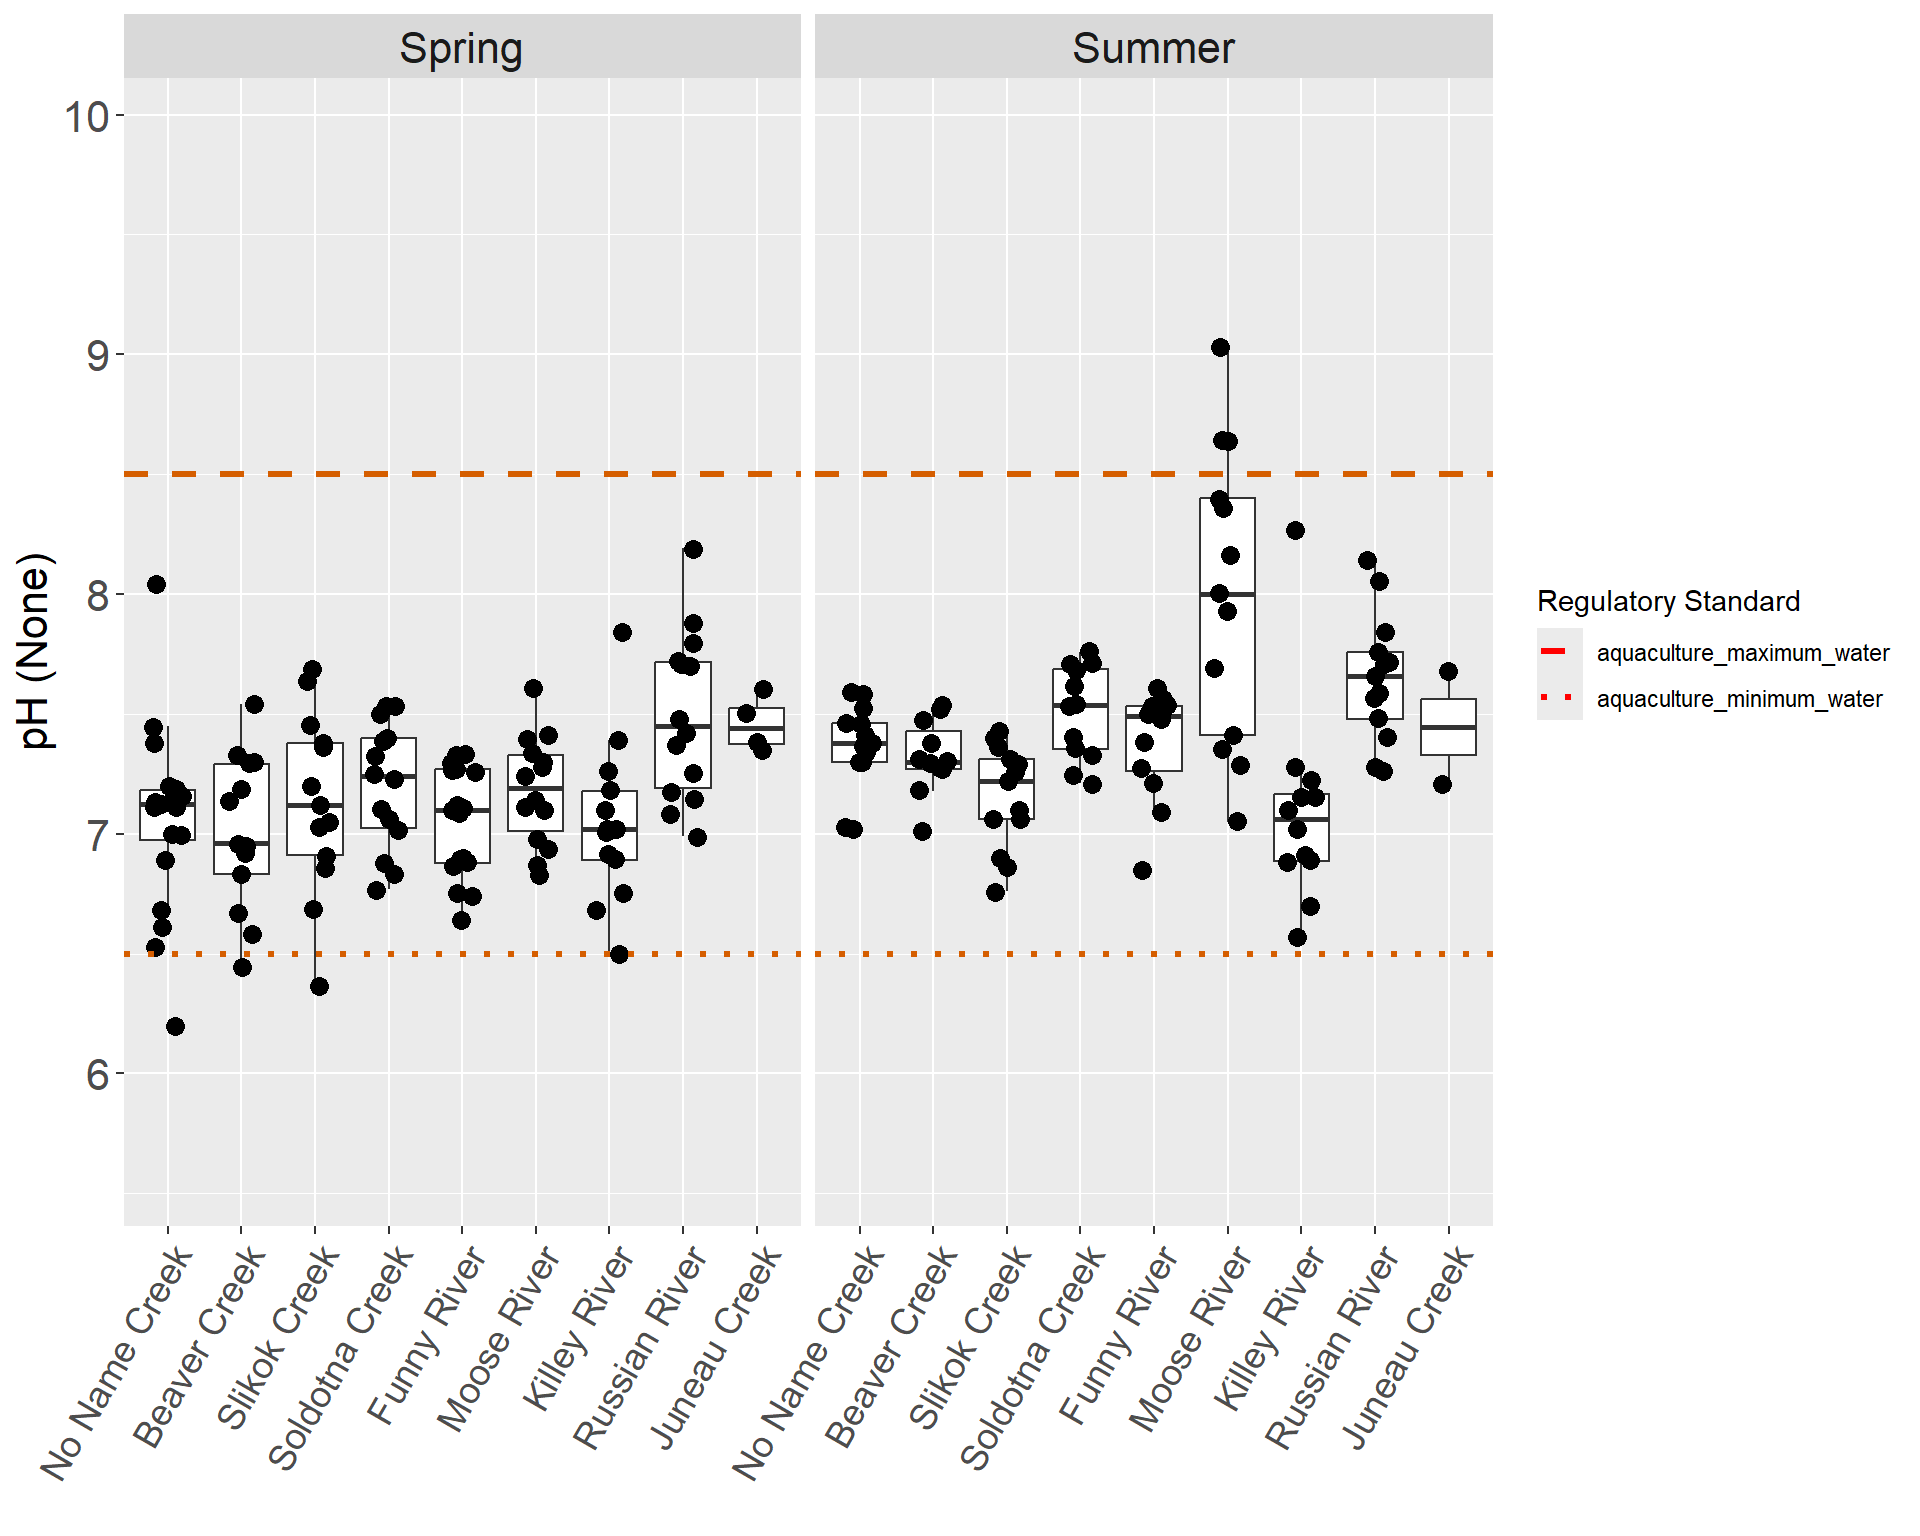 Spring
Summer
10
9
8
7
6
pH (None)
No Name Creek
Beaver Creek
Slikok Creek
Soldotna Creek
Funny River
Moose River
Killey River
Russian River
Juneau Creek
No Name Creek
Beaver Creek
Slikok Creek
Soldotna Creek
Funny River
Moose River
Killey River
Russian River
Juneau Creek
Regulatory Standard
aquaculture_maximum_water
aquaculture_minimum_water